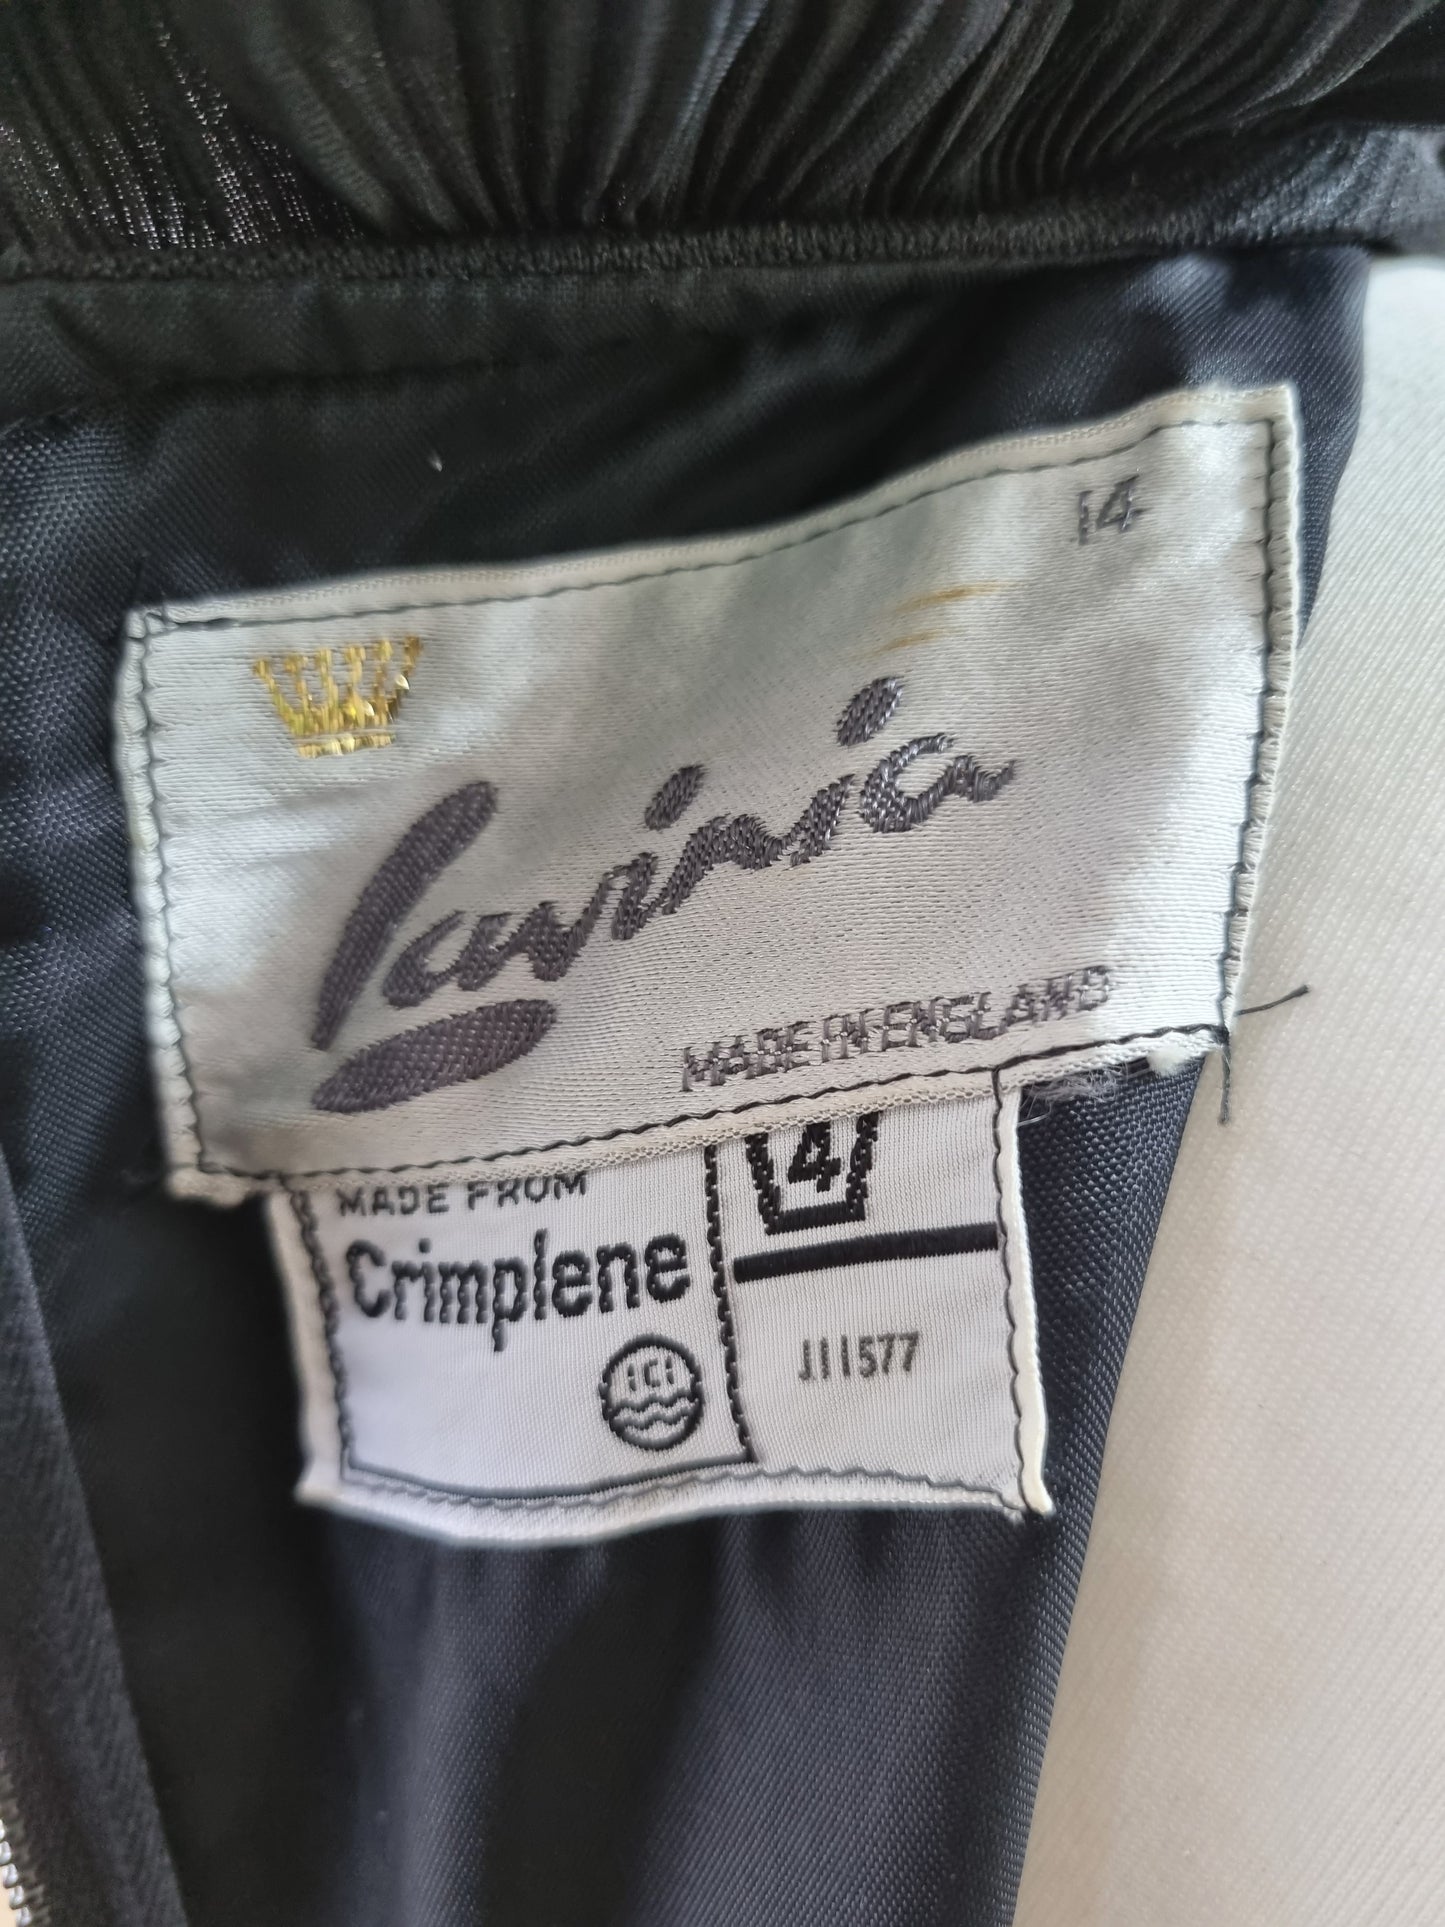 14
Lavinia
MADE IN ENGLAND
MADE FROM
Crimplene
ICI
4
J11577